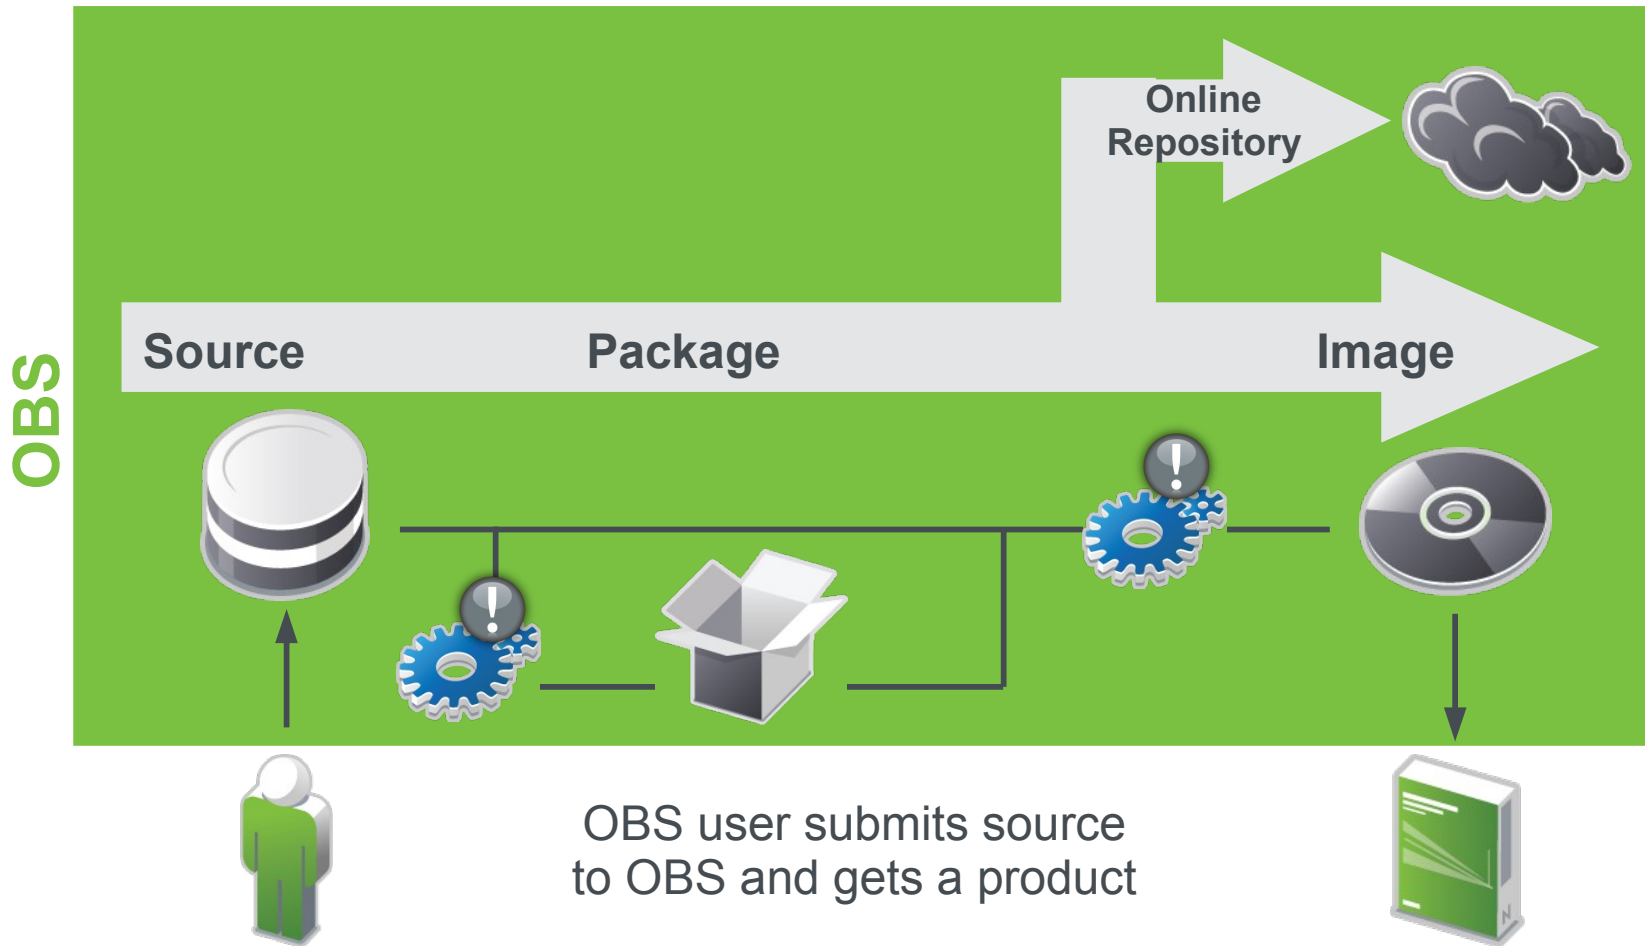 OBS
Online
Repository
Source
Package
Image
!
!
OBS user submits source
to OBS and gets a product
N